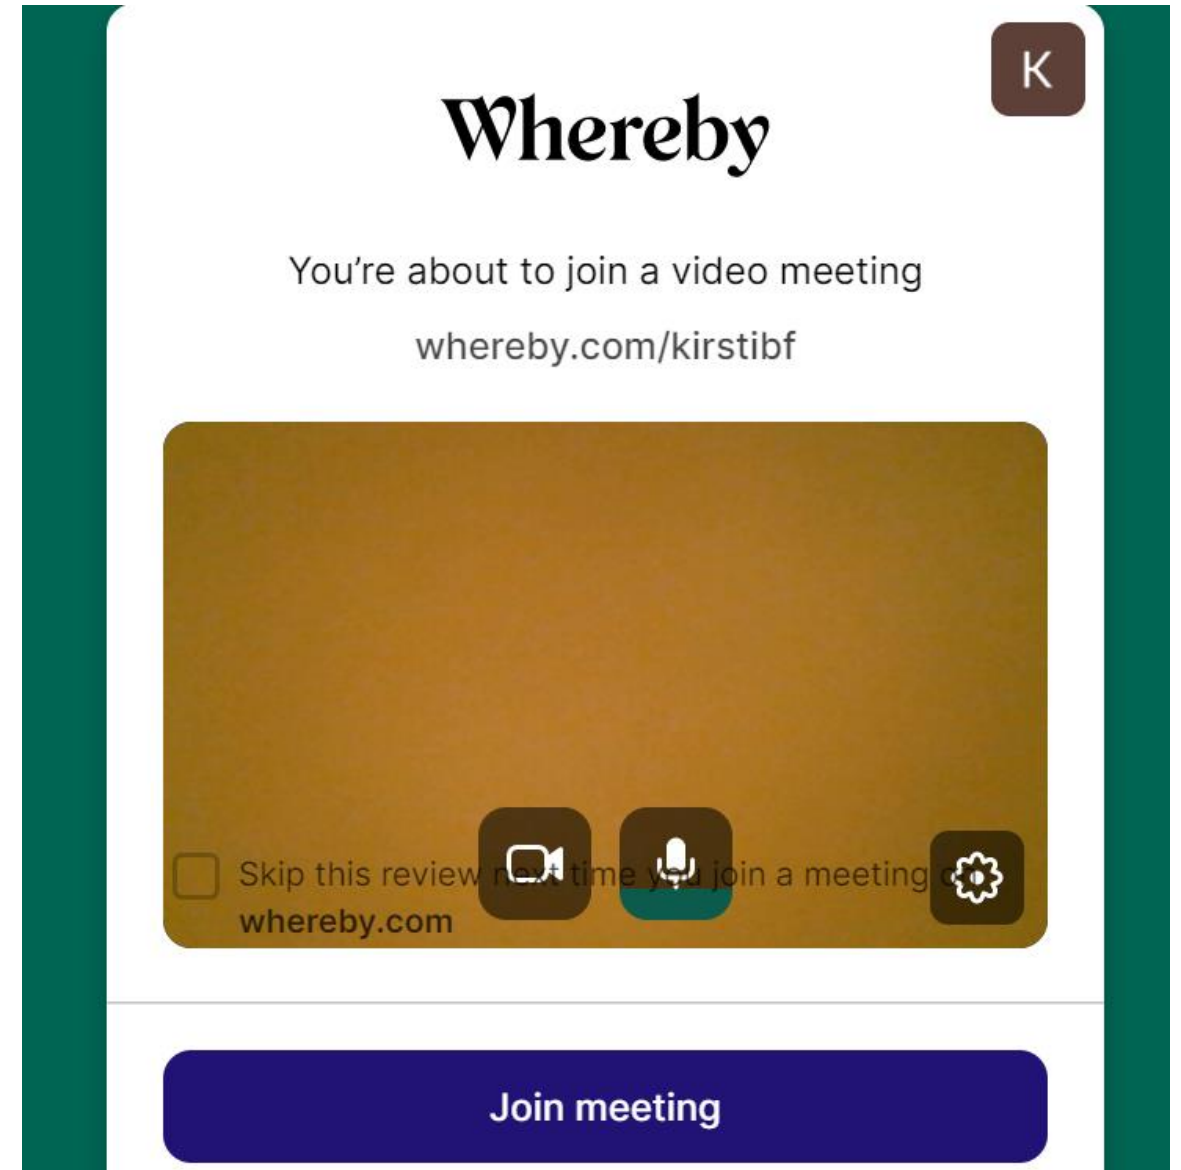 K
Whereby
You’re about to join a video meeting
whereby.com/kirstibf
Skip this review next time you join a meeting on
whereby.com
Join meeting